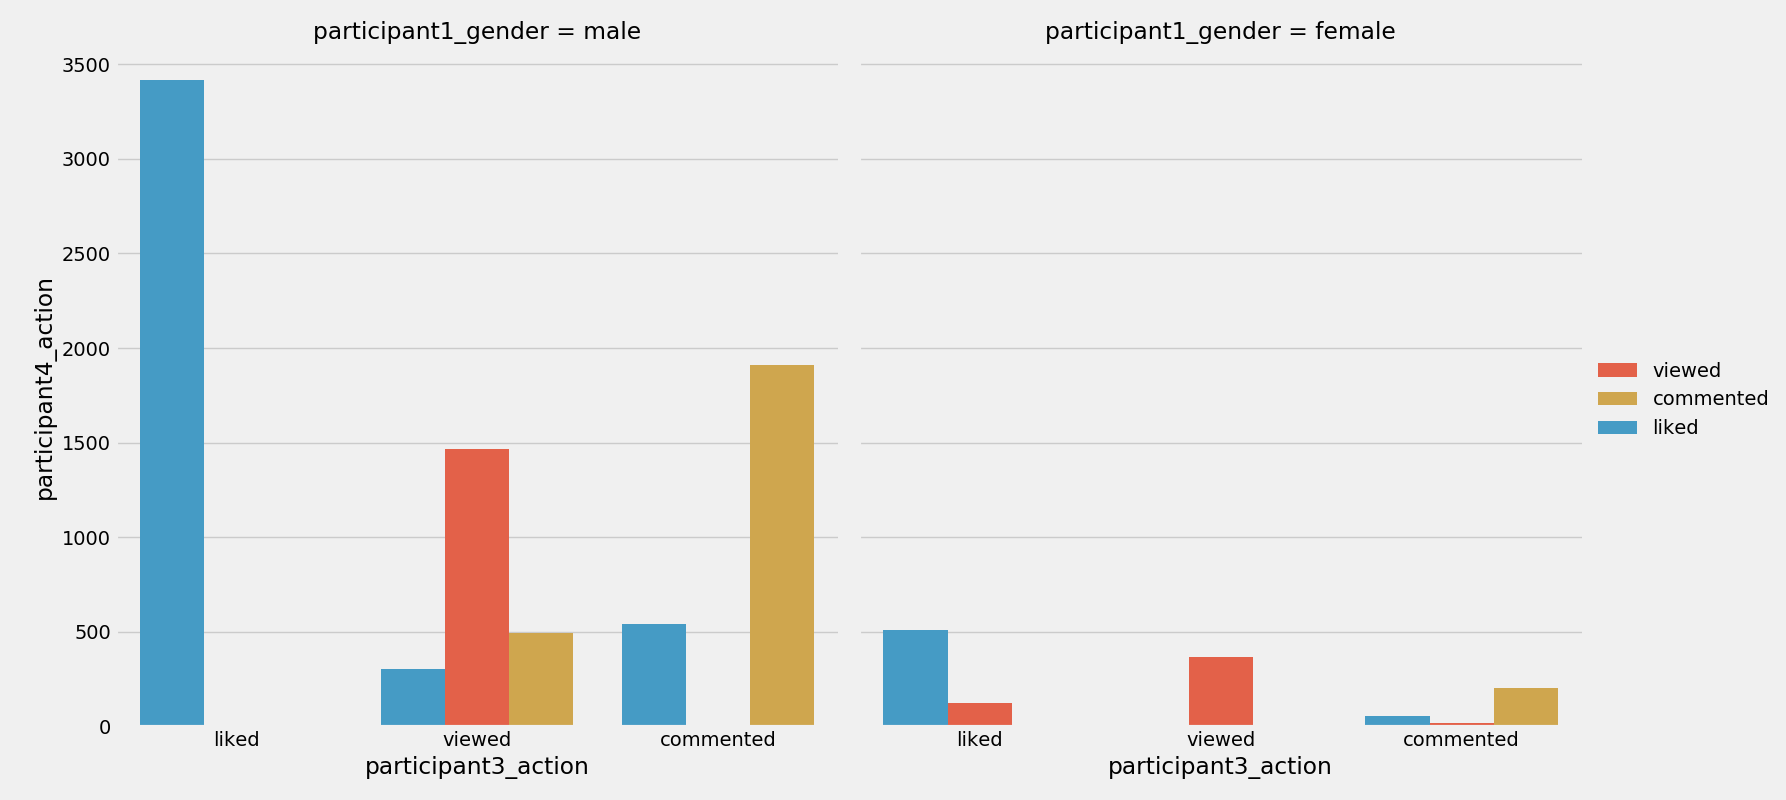 participant1_gender = male
participant1_gender = female
participant4_action
3500
3000
2500
2000
1500
1000
500
0
liked
viewed
commented
participant3_action
liked
viewed
commented
participant3_action
viewed
commented
liked